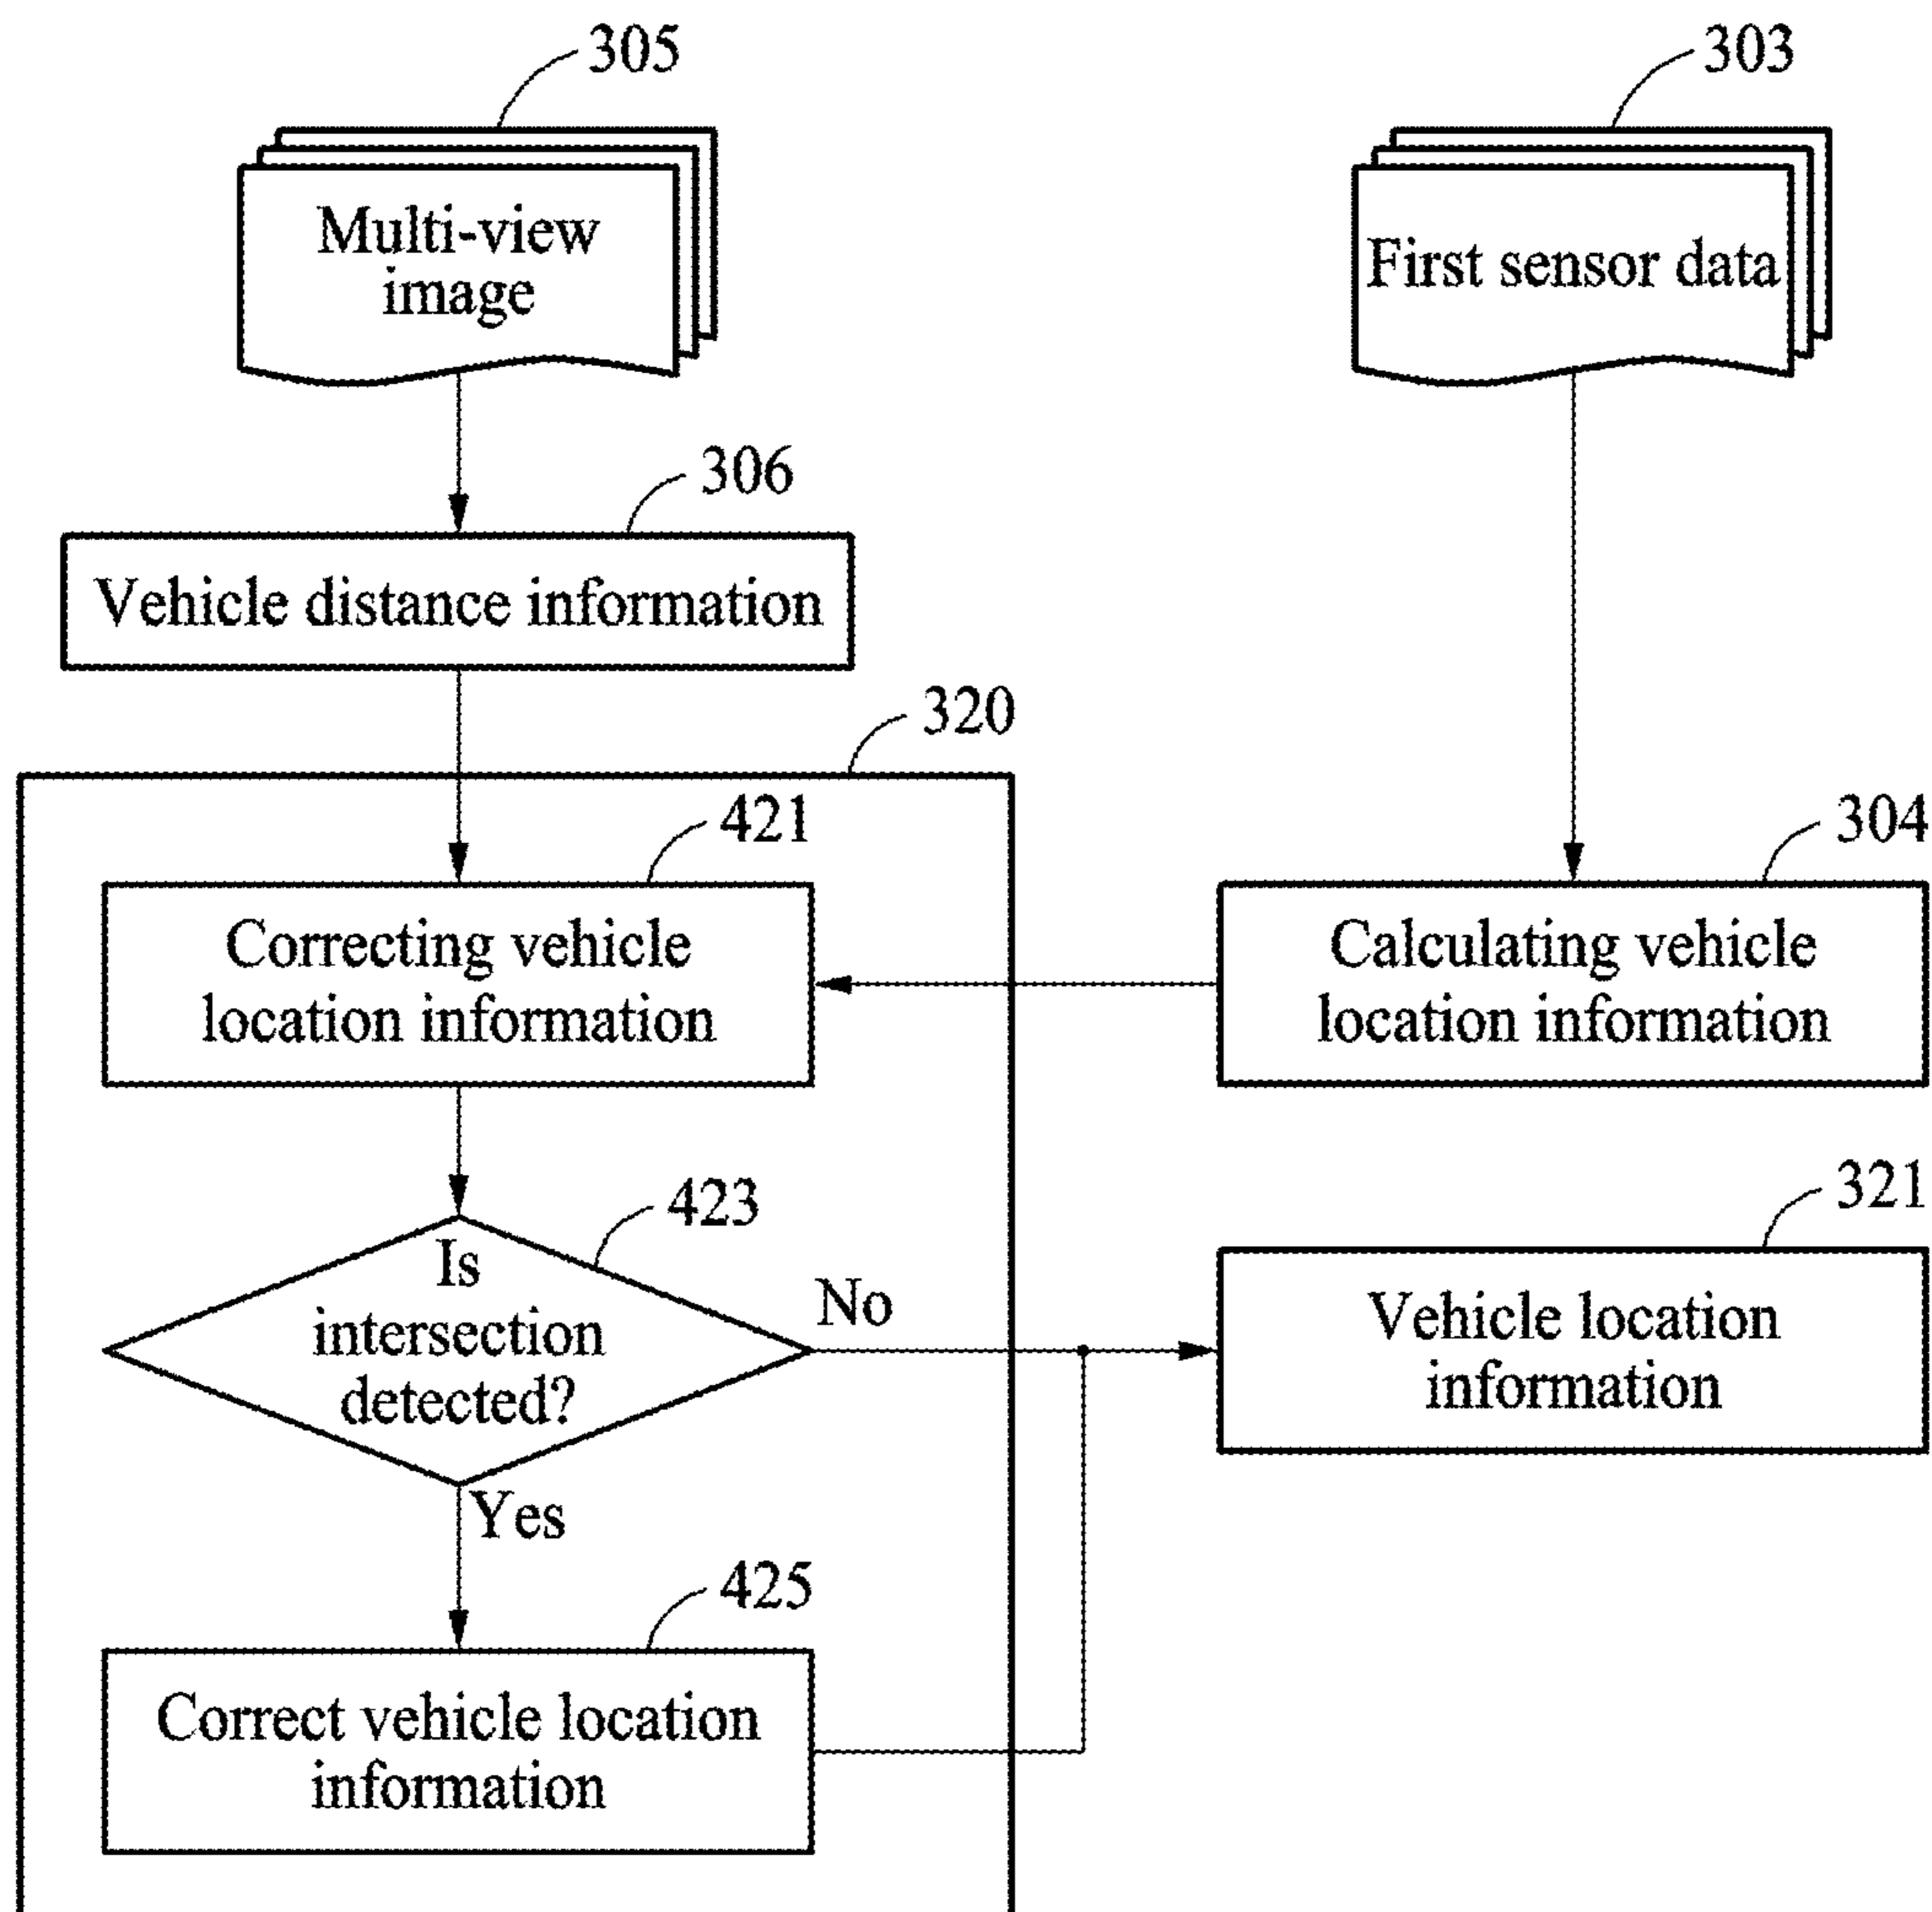 305
303
Multi-view
image
First sensor data
306
Vehicle distance information
320
421
304
Correcting vehicle
location information
Calculating vehicle
location information
423
321
Is
intersection
detected?
No
Vehicle location
information
Yes
425
Correct vehicle location
information